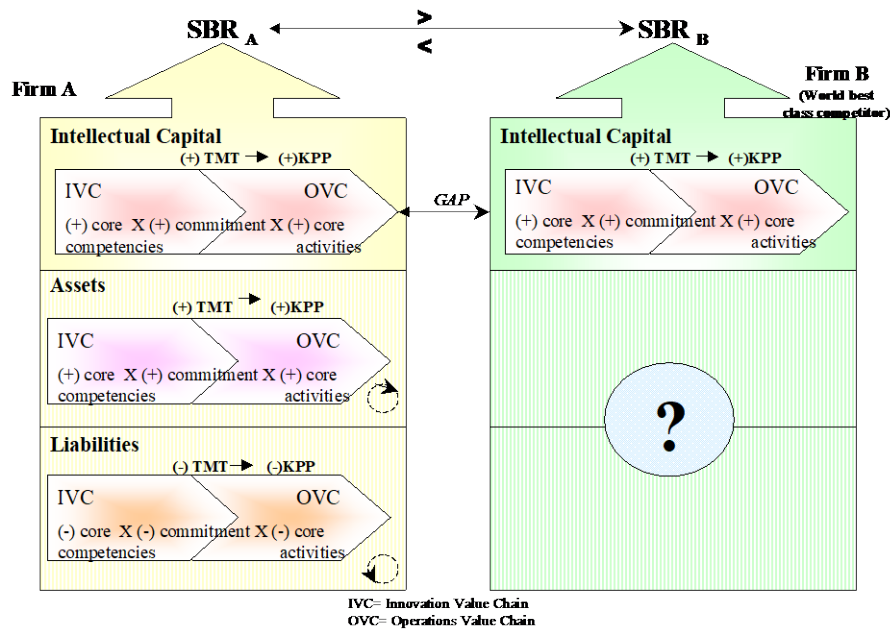 >
SBR A
SBR B
<
Firm A
Firm B
(World best
class competitor)
Intellectual Capital
(+) TMT → (+)KPP
IVC OVC
(+) core X (+) commitment X (+) core
competencies activities
GAP
Intellectual Capital
(+) TMT → (+)KPP
IVC OVC
(+) core X (+) commitment X (+) core
competencies activities
Assets
(+) TMT → (+)KPP
IVC OVC
(+) core X (+) commitment X (+) core
competencies activities
?
Liabilities
(-) TMT → (-)KPP
IVC OVC
(-) core X (-) commitment X (-) core
competencies activities
IVC= Innovation Value Chain
OVC= Operations Value Chain